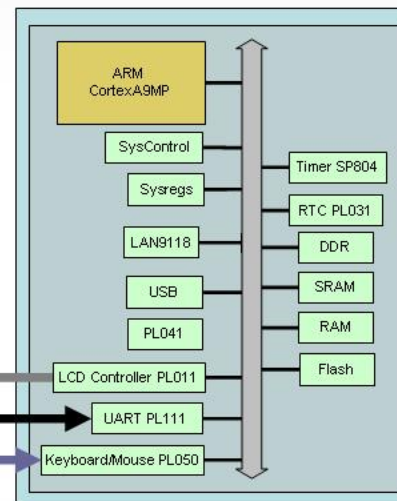 ARM
CortexA9MP
SysControl
Sysregs
LAN9118
USB
PL041
LCD Controller PL011
UART PL111
Keyboard/Mouse PL050
Timer SP804
RTC PL031
DDR
SRAM
RAM
Flash